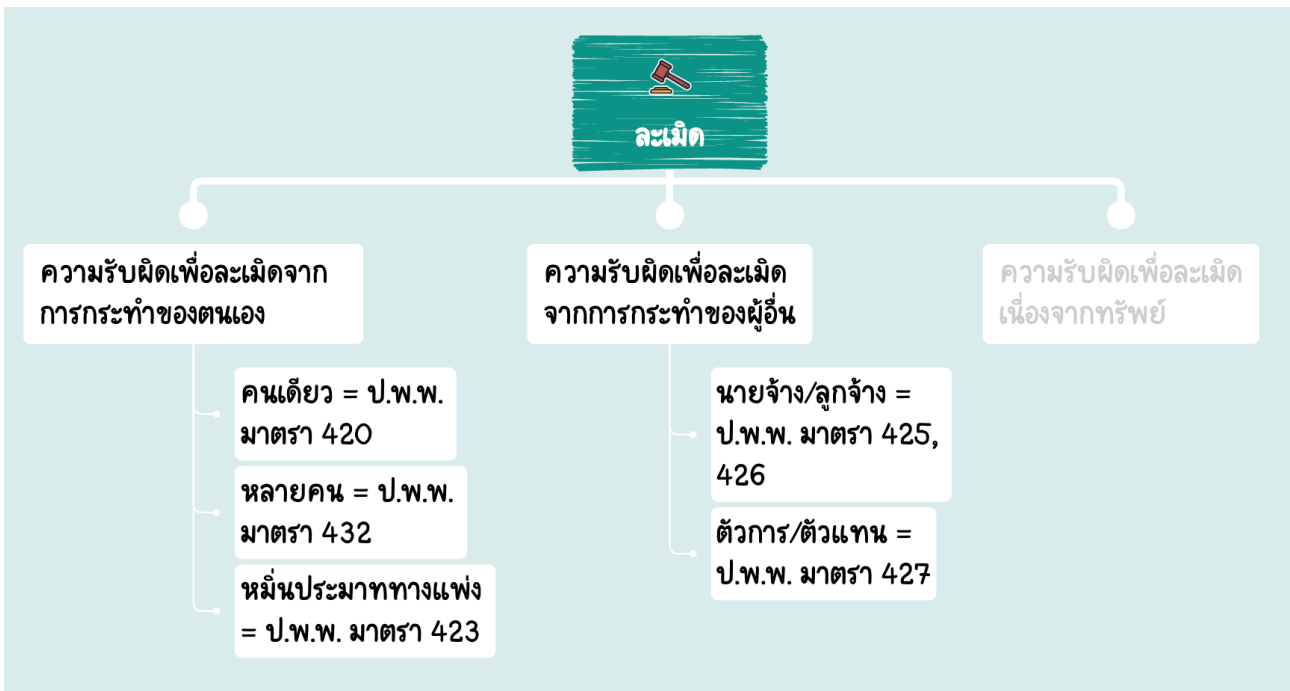 ละเมิด
ความรับผิดเพื่อละเมิดจาก
การกระทำของตนเอง
คนเดียว = ป.พ.พ.
มาตรา 420
หลายคน = ป.พ.พ.
มาตรา 432
หมิ่นประมาททางแพ่ง
= ป.พ.พ. มาตรา 423
ความรับผิดเพื่อละเมิด
จากการกระทำของผู้อื่น
นายจ้าง/ลูกจ้าง =
ป.พ.พ. มาตรา 425,
426
ตัวการ/ตัวแทน =
ป.พ.พ. มาตรา 427
ความรับผิดเพื่อละเมิด
เนื่องจากทรัพย์